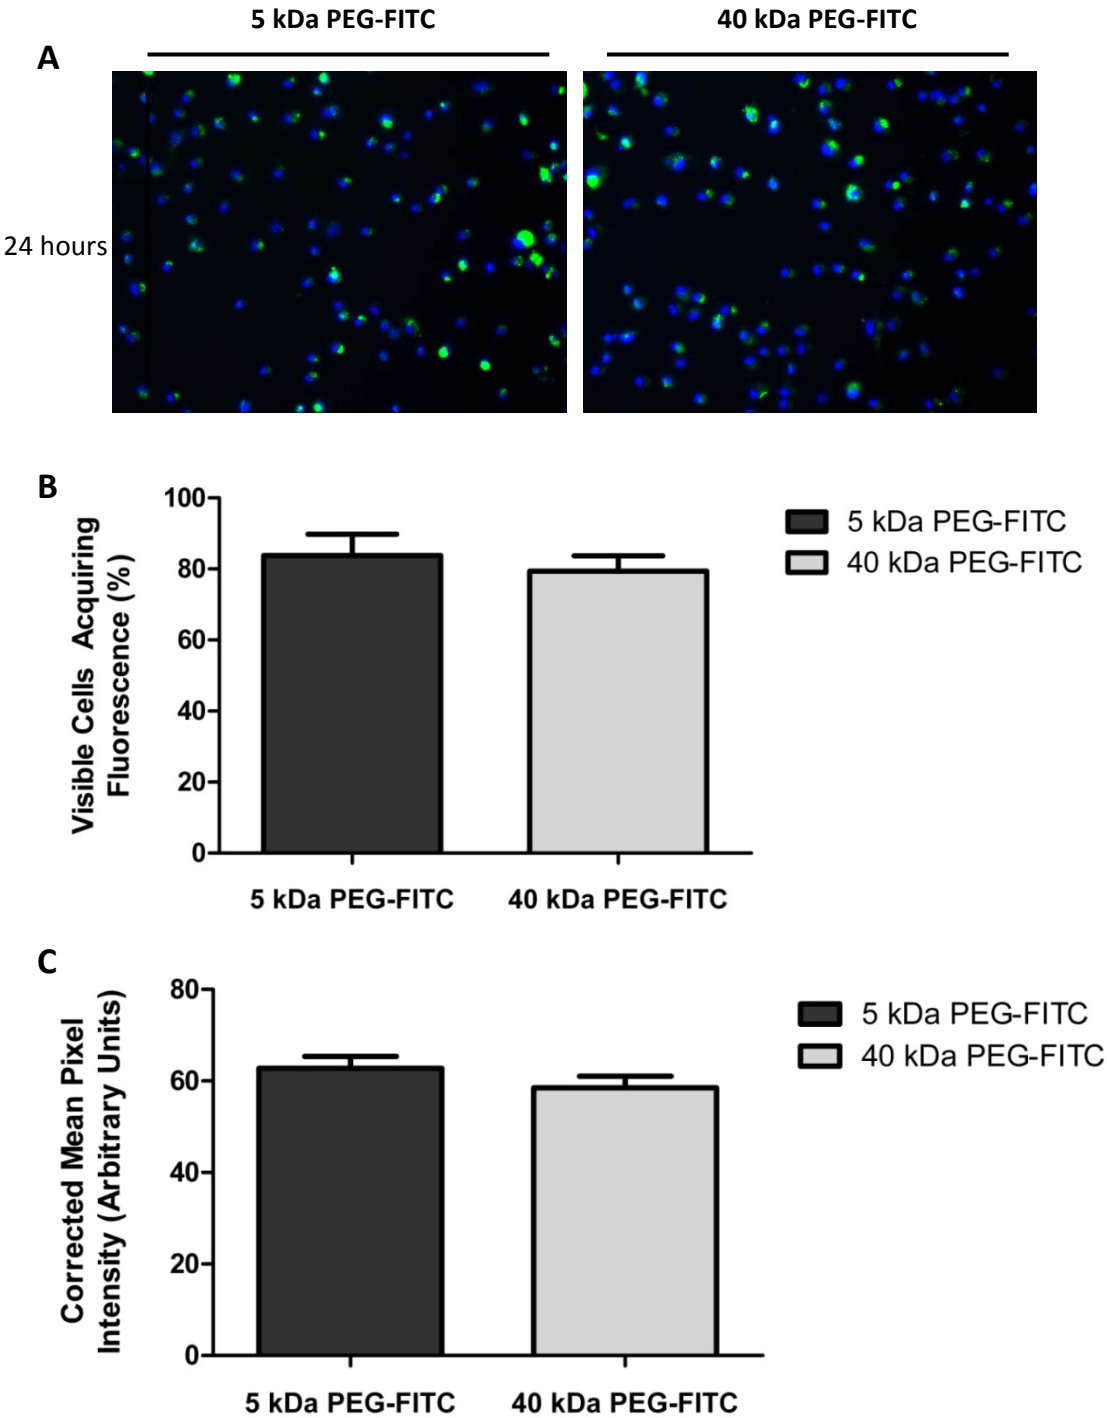 5 kDa PEG-FITC
40 kDa PEG-FITC
A
24 hours
B
100
80
60
40
20
0
Visible Cells Acquiring
Fluorescence (%)
5 kDa PEG-FITC
40 kDa PEG-FITC
5 kDa PEG-FITC
40 kDa PEG-FITC
C
80
60
40
20
0
Corrected Mean Pixel
Intensity (Arbitrary Units)
5 kDa PEG-FITC
40 kDa PEG-FITC
5 kDa PEG-FITC
40 kDa PEG-FITC